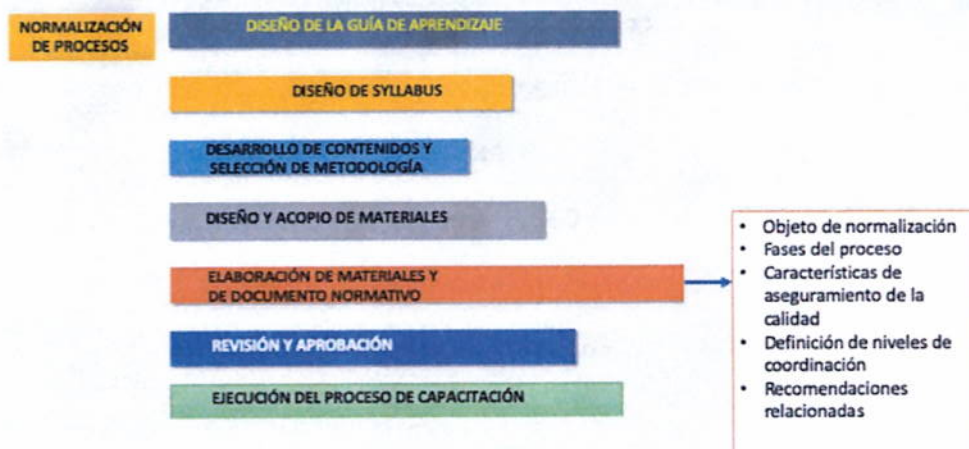 NORMALIZACIÓN
DE PROCESOS
DISEÑO DE LA GUÍA DE APRENDIZAJE
DISEÑO DE SYLLABUS
DESARROLLO DE CONTENIDOS Y
SELECCIÓN DE METODOLOGÍA
DISEÑO Y ACOPIO DE MATERIALES
ELABORACIÓN DE MATERIALES Y
DE DOCUMENTO NORMATIVO
REVISIÓN Y APROBACIÓN
EJECUCIÓN DEL PROCESO DE CAPACITACIÓN
• Objeto de normalización
• Fases del proceso
• Características de
aseguramiento de la
calidad
• Definición de niveles de
coordinación
• Recomendaciones
relacionadas